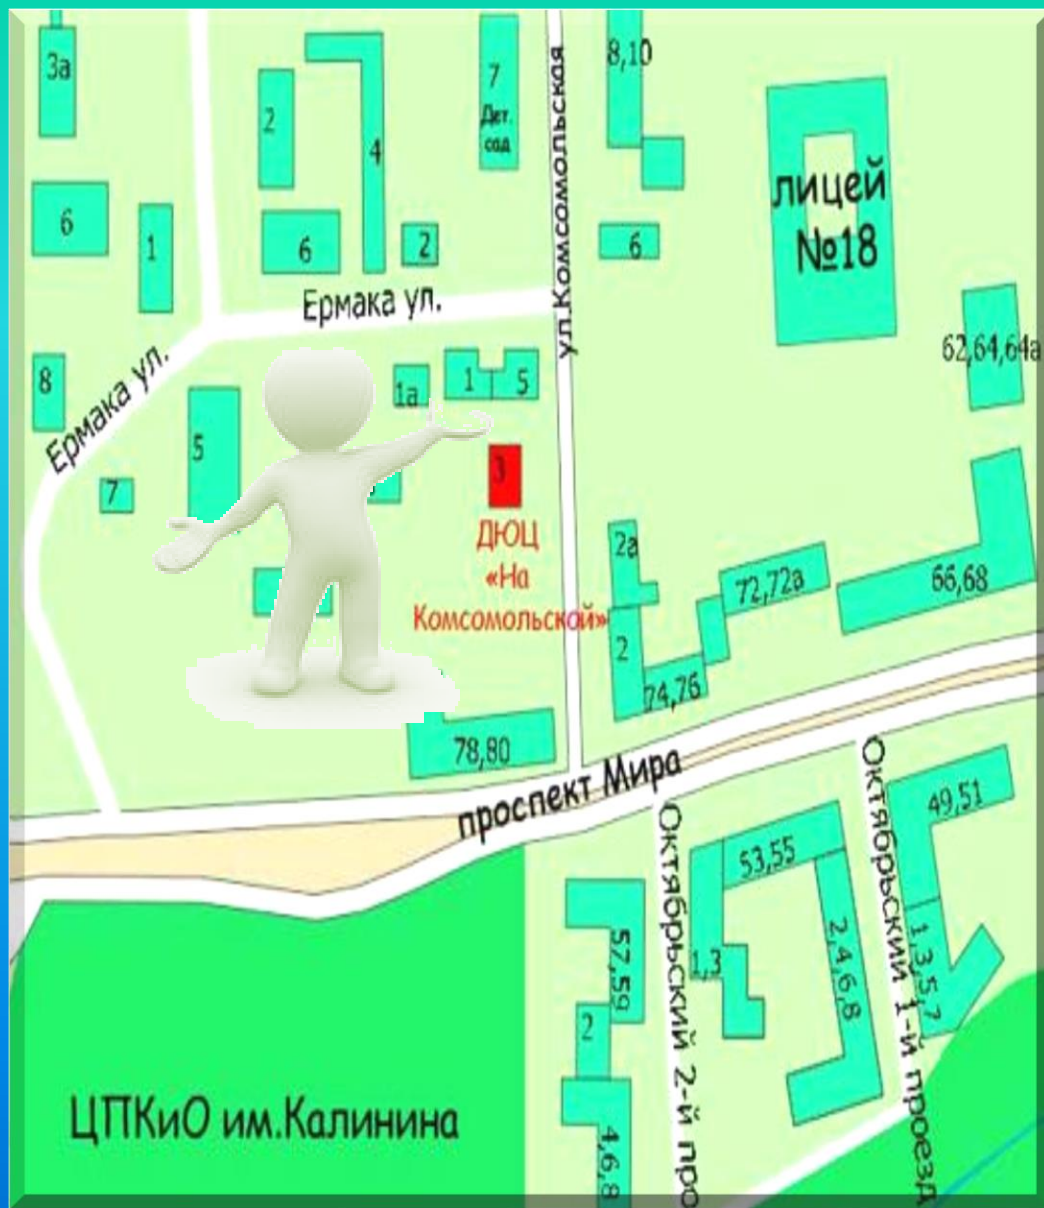 3а
2
4
7
Дет.
сад
ул.Комсомольская
8,10
лицей
№18
6
1
6
2
6
Ермака ул.
62,64,64а
8
Ермака ул.
5
1а
1
5
3
7
ДЮЦ
«На
Комсомольской»
2а
72,72а
66,68
2
74,76
78,80
проспект Мира
Октябрьский 2-й про
Октябрьский 1-й проезд
49,51
53,55
57,59
1,3
2,4,6,8
1,3,5,7
2
ЦПКиО им.Калинина
4,6,8